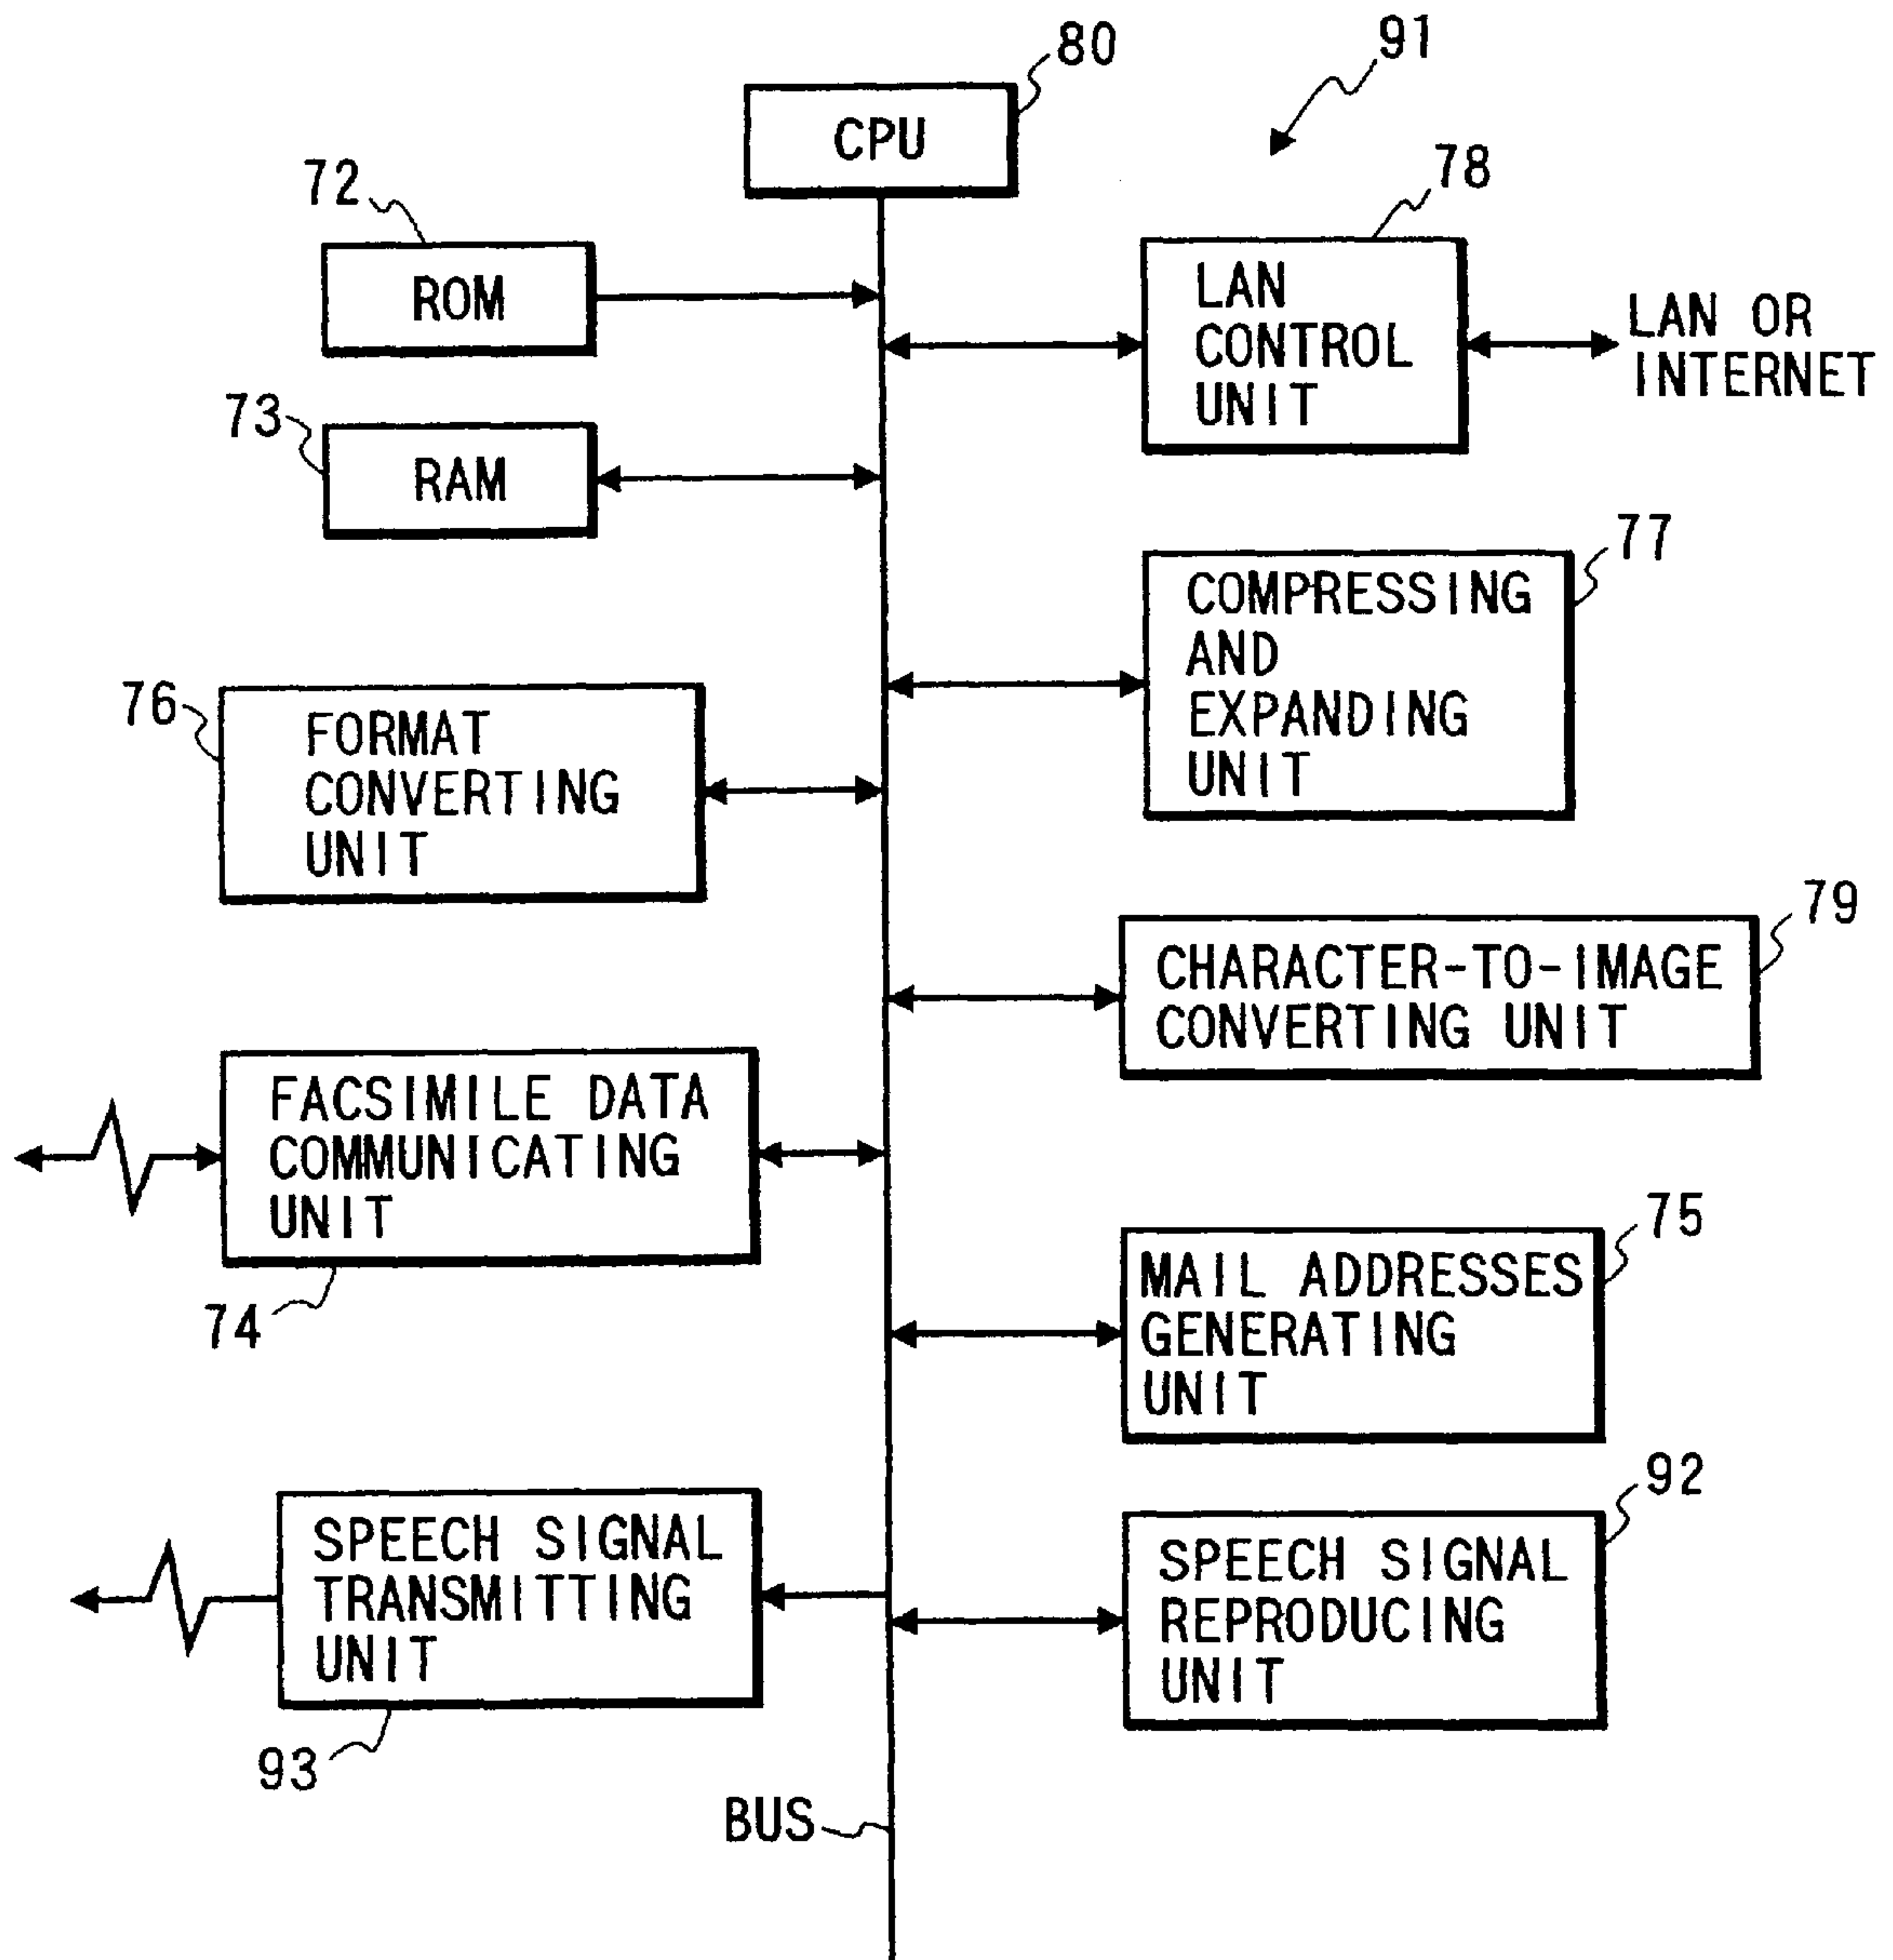 80
91
CPU
78
72
ROM
LAN
CONTROL
UNIT
LAN OR
INTERNET
73
RAM
77
COMPRESSING
AND
EXPANDING
UNIT
76
FORMAT
CONVERTING
UNIT
79
CHARACTER-TO-IMAGE
CONVERTING UNIT
FACSIMILE DATA
COMMUNICATING
UNIT
74
75
MAIL ADDRESSES
GENERATING
UNIT
92
SPEECH SIGNAL
TRANSMITTING
UNIT
93
SPEECH SIGNAL
REPRODUCING
UNIT
BUS